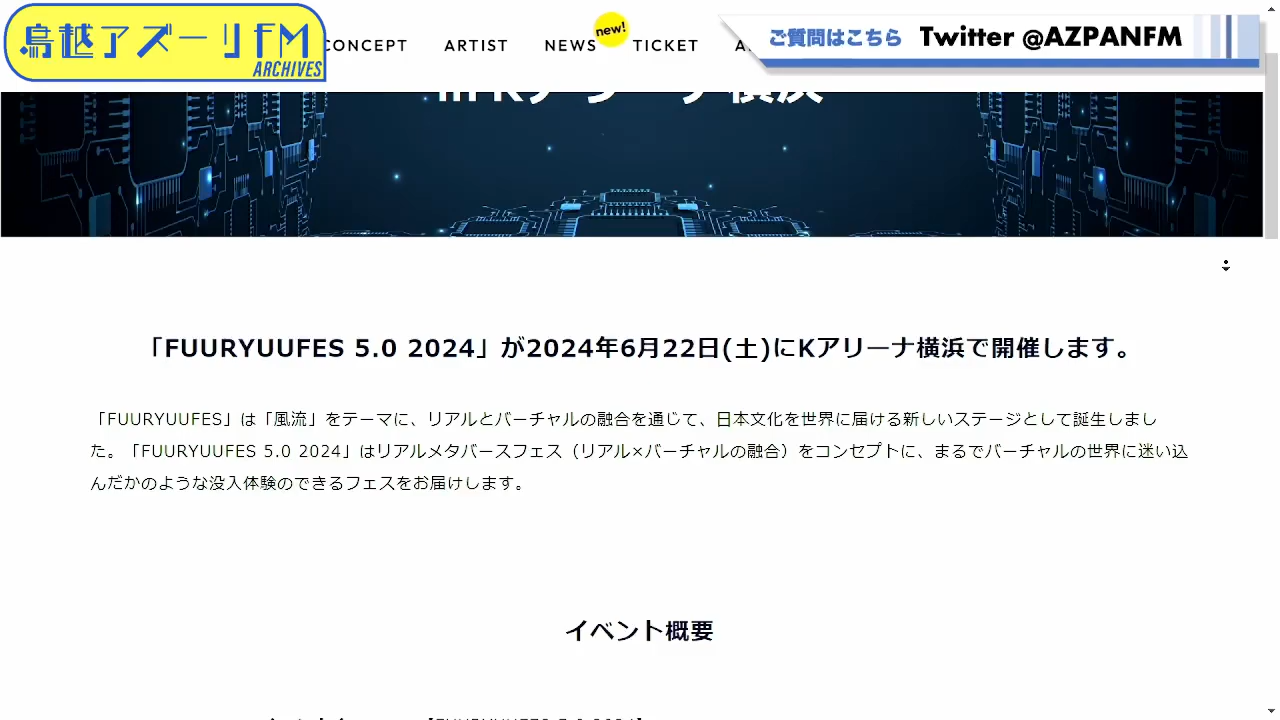 鳥越アズーリFM
ARCHIVES
CONCEPT ARTIST NEWS new! TICKET
ご質問はこちら Twitter @AZPANFM
in Kアリーナ横浜
「FUURYUUFES 5.0 2024」が2024年6月22日(土)にKアリーナ横浜で開催します。
「FUURYUUFES」は「風流」をテーマに、リアルとバーチャルの融合を通じて、日本文化を世界に届ける新しいステージとして誕生しまし
た。「FUURYUUFES 5.0 2024」はリアルメタバースフェス（リアル×バーチャルの融合）をコンセプトに、まるでバーチャルの世界に迷い込
んだかのような没入体験のできるフェスをお届けします。
イベント概要